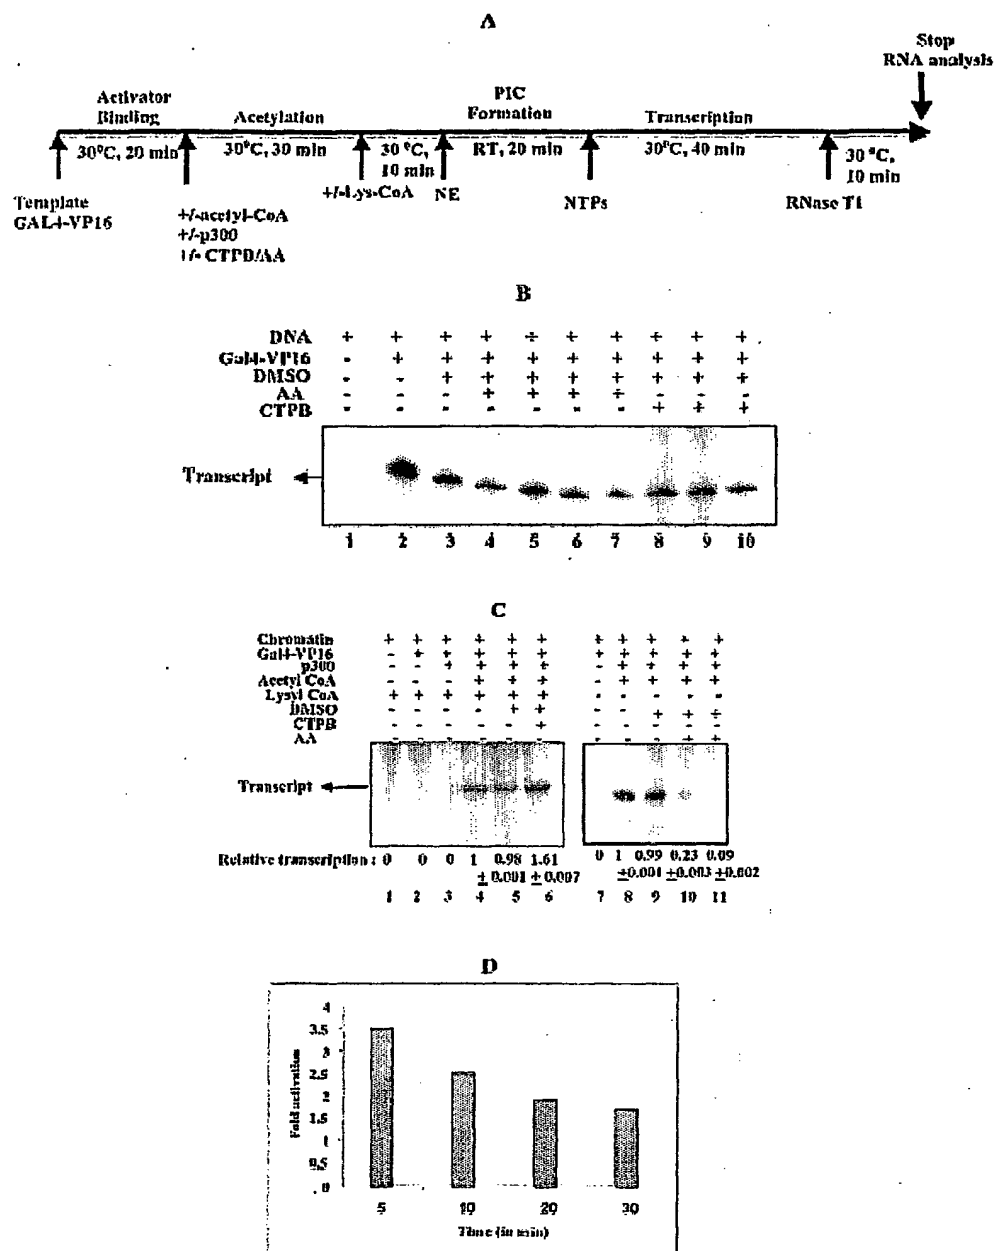 A
Stop
RNA analysis
Activator
Binding
Acetylation
PIC
Formation
Transcription
30°C, 20 min
30°C, 30 min
30 °C,
10 min
RT, 20 min
30°C, 40 min
30 °C,
10 min
Template
GAL4-VP16
+/-acetyl-CoA
+/-p300
+/- CTPB/AA
+/-Lys-CoA
NE
NTPs
RNase T1
B
DNA + + + + + + + + + +
Gal4-VP16 - + + + + + + + + +
DMSO - - + + + + + + + +
AA - - - + + + + - - -
CTPB - - - - - - - + + +
Transcript
1 2 3 4 5 6 7 8 9 10
C
Chromatin + + + + + + + + + + +
Gal4-VP16 - + + + + + + + + + +
p300 - - + + + + - + + + +
Acetyl CoA - - - + + + - + + + +
Lysyl CoA + + + + + + - - - - -
DMSO - - - - + + - - + + +
CTPB - - - - - + - - - - -
AA - - - - - - - - - + +
Transcript
Relative transcription : 0 0 0 1 0.98 1.61 0 1 0.99 0.23 0.09
± 0.001 ± 0.007 ±0.001 ±0.003 ±0.002
1 2 3 4 5 6 7 8 9 10 11
D
4
3.5
3
2.5
2
1.5
1
0.5
0
Fold activation
5 10 20 30
Time (in min)